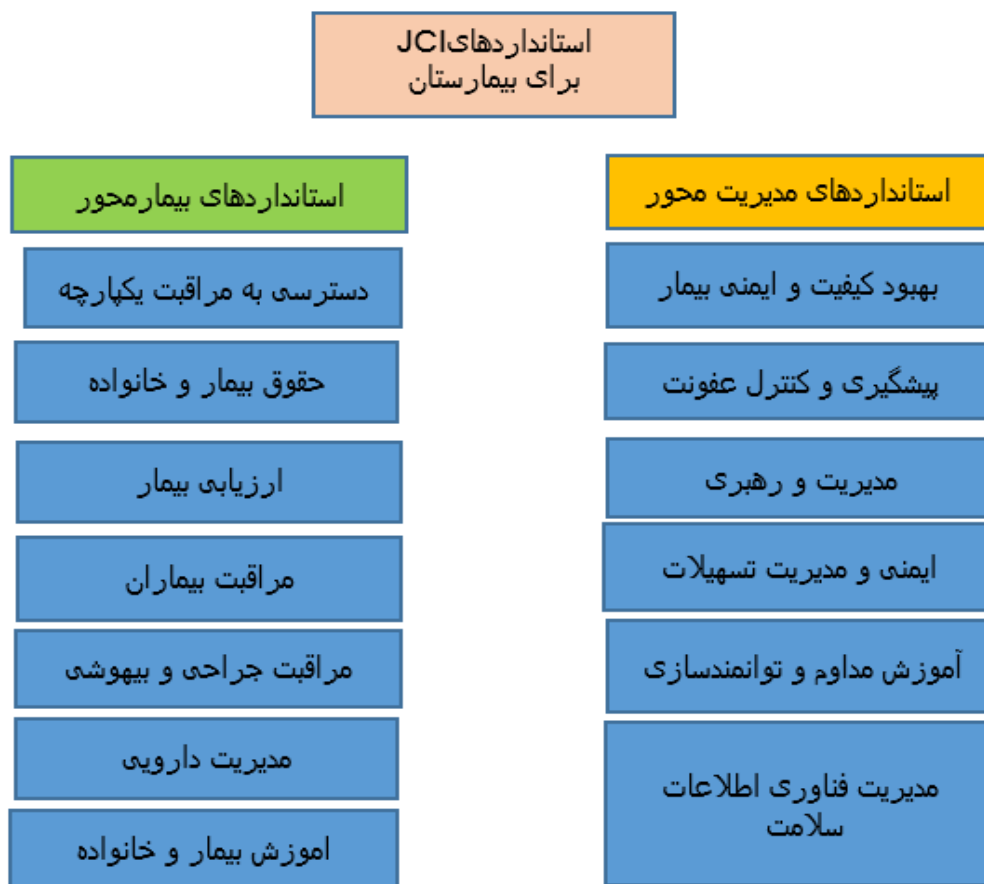 استانداردهایJCI
برای بیمارستان
استانداردهای مدیریت محور
بهبود کیفیت و ایمنی بیمار
پیشگیری و کنترل عفونت
مدیریت و رهبری
ایمنی و مدیریت تسهیلات
آموزش مداوم و توانمندسازی
مدیریت فناوری اطلاعات
سلامت
استانداردهای بیمارمحور
دسترسی به مراقبت یکپارچه
حقوق بیمار و خانواده
ارزیابی بیمار
مراقبت بیماران
مراقبت جراحی و بیهوشی
مدیریت دارویی
اموزش بیمار و خانواده